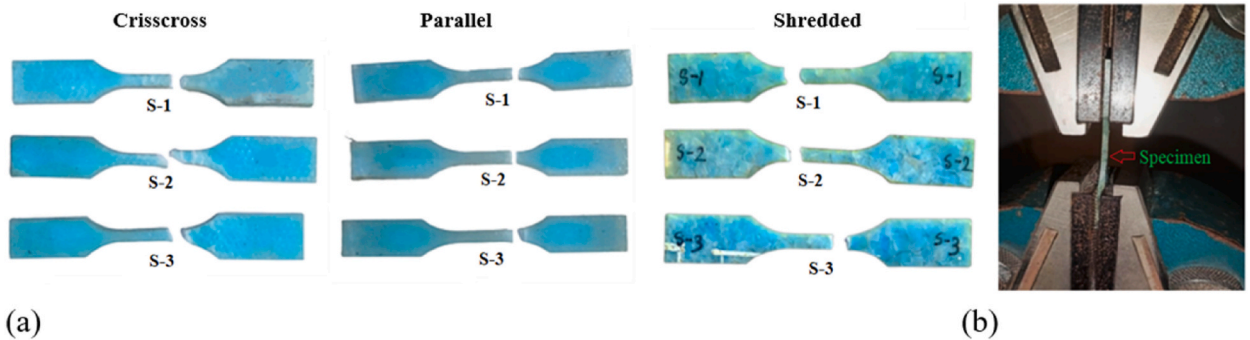 Crisscross
S-1
S-2
S-3
Parallel
S-1
S-2
S-3
Shredded
S-1 S-1
S-1
S-2 S-2
S-2
S-3 S-3
S-3
Specimen
(a)
(b)